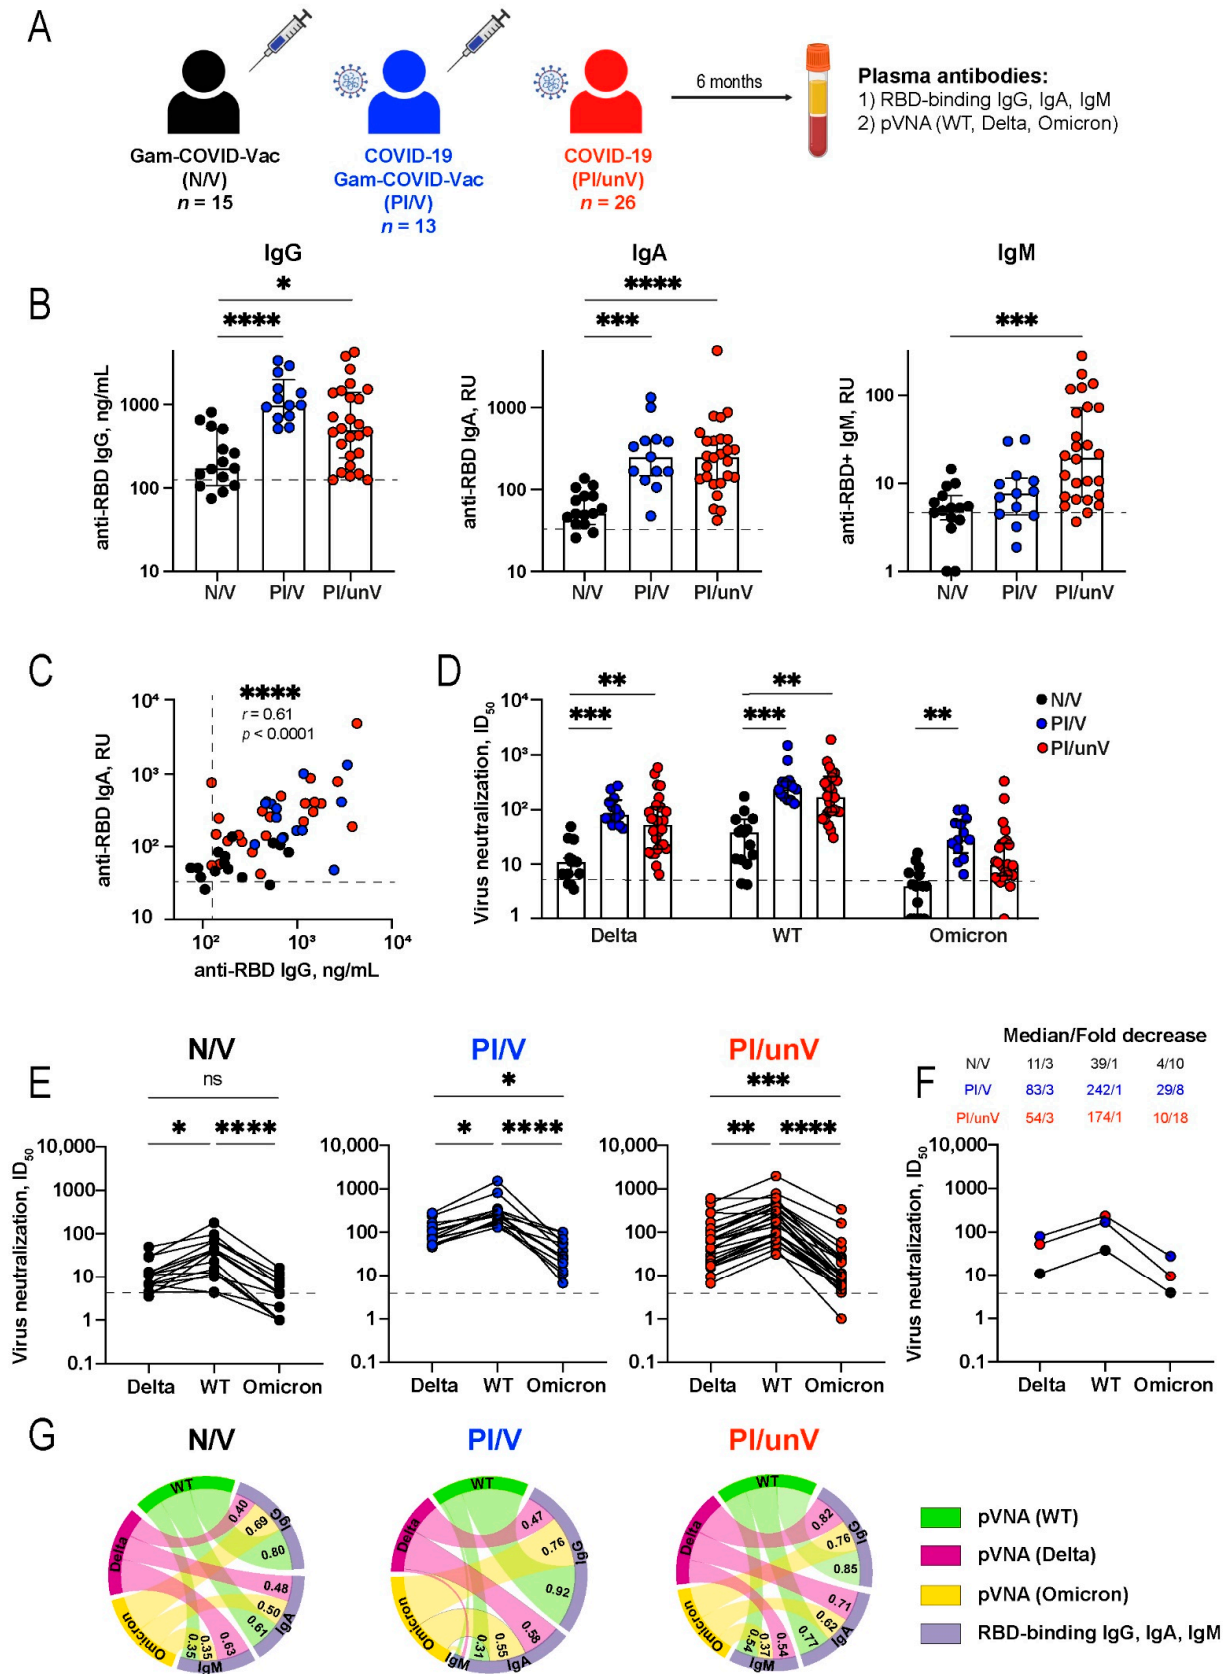 A
6 months
Plasma antibodies:
1) RBD-binding IgG, IgA, IgM
2) pVNA (WT, Delta, Omicron)
Gam-COVID-Vac
(N/V)
n = 15
COVID-19
Gam-COVID-Vac
(PI/V)
n = 13
COVID-19
(PI/unV)
n = 26
B
IgG
*
****
anti-RBD IgG, ng/mL
1000
100
10
N/V PI/V PI/unV
IgA
****
***
anti-RBD IgA, RU
1000
100
10
N/V PI/V PI/unV
IgM
***
anti-RBD+ IgM, RU
100
10
1
N/V PI/V PI/unV
C
****
r = 0.61
p < 0.0001
anti-RBD IgA, RU
10⁴
10³
10²
10
10² 10³ 10⁴
anti-RBD IgG, ng/mL
D
**
***
**
***
**
Virus neutralization, ID₅₀
10⁴
10³
10²
10
1
Delta WT Omicron
N/V
PI/V
PI/unV
E
N/V
ns
* ****
Virus neutralization, ID₅₀
10,000
1000
100
10
1
0.1
Delta WT Omicron
PI/V
*
* ****
10,000
1000
100
10
1
0.1
Delta WT Omicron
PI/unV
***
** ****
10,000
1000
100
10
1
0.1
Delta WT Omicron
F
Median/Fold decrease
N/V 11/3 39/1 4/10
PI/V 83/3 242/1 29/8
PI/unV 54/3 174/1 10/18
Virus neutralization, ID₅₀
10,000
1000
100
10
1
0.1
Delta WT Omicron
G
N/V
WT
Delta
Omicron
IgG
IgA
IgM
0.40
0.69
0.80
0.48
0.50
0.61
0.63
0.35
0.35
PI/V
WT
Delta
Omicron
IgG
IgA
IgM
0.47
0.76
0.92
0.58
0.55
0.31
PI/unV
WT
Delta
Omicron
IgG
IgA
IgM
0.82
0.76
0.85
0.71
0.62
0.77
0.54
0.37
0.54
pVNA (WT)
pVNA (Delta)
pVNA (Omicron)
RBD-binding IgG, IgA, IgM